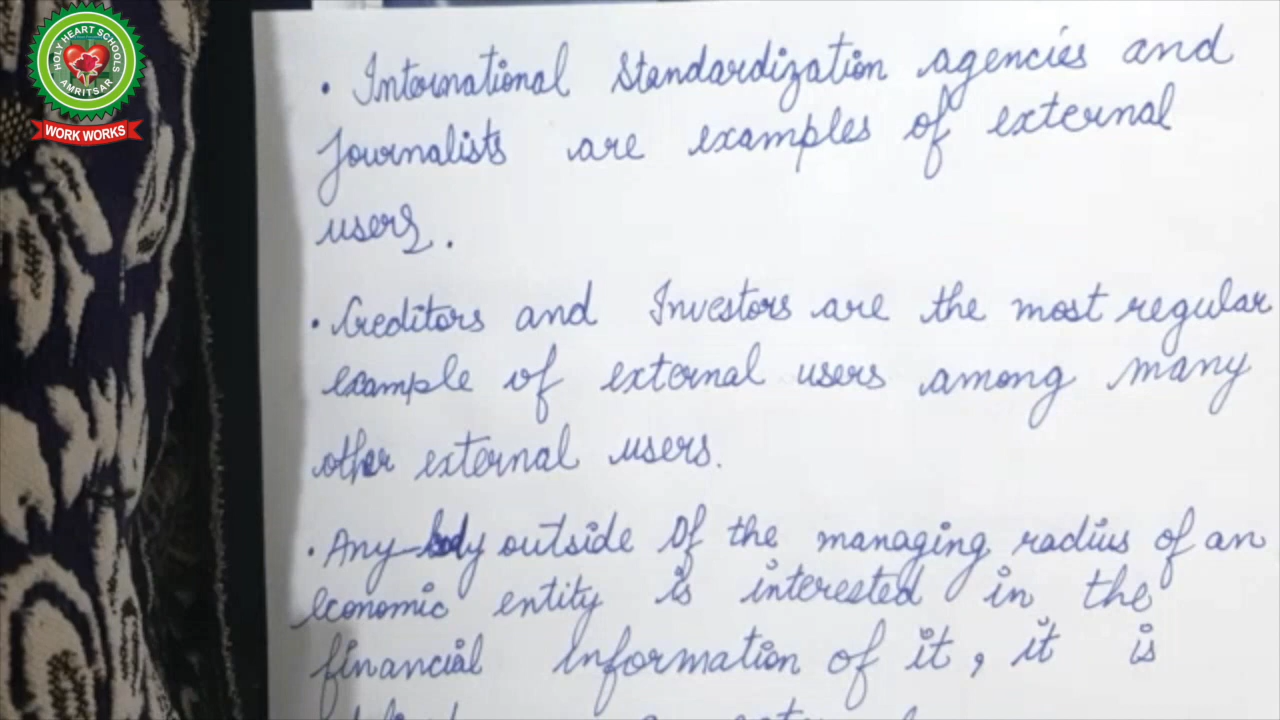 HOLY HEART SCHOOLS
AMRITSAR
WORK WORKS
• International Standardization agencies and
Journalists are examples of external
users.
• Creditors and Investors are the most regular
example of external users among many
other external users.
• Any-body outside of the managing radius of an
economic entity is interested in the
financial information of it, it is